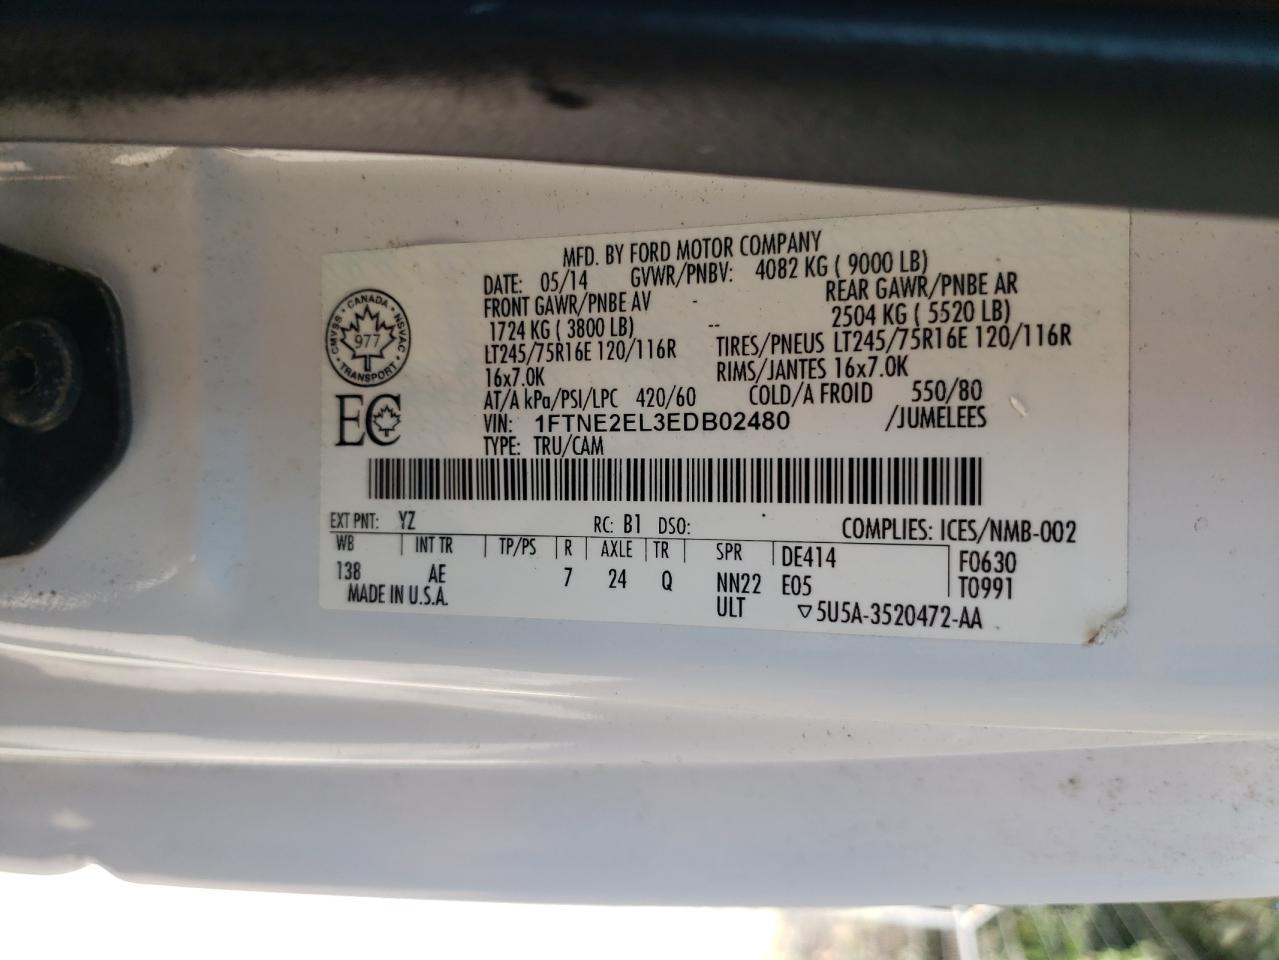 MFD. BY FORD MOTOR COMPANY
DATE: 05/14 GVWR/PNBV: 4082 KG ( 9000 LB)
FRONT GAWR/PNBE AV REAR GAWR/PNBE AR
1724 KG ( 3800 LB) -- 2504 KG ( 5520 LB)
LT245/75R16E 120/116R TIRES/PNEUS LT245/75R16E 120/116R
16x7.0K RIMS/JANTES 16x7.0K
AT/A kPa/PSI/LPC 420/60 COLD/A FROID 550/80
VIN: 1FTNE2EL3EDB02480 /JUMELEES
TYPE: TRU/CAM
CANADA · NSVAC · TRANSPORT · CMVSS ·
977
EC
EXT PNT: YZ RC: B1 DSO: COMPLIES: ICES/NMB-002
WB INT TR TP/PS R AXLE TR SPR DE414 F0630
138 AE 7 24 Q NN22 E05 T0991
MADE IN U.S.A. ULT ▽5U5A-3520472-AA